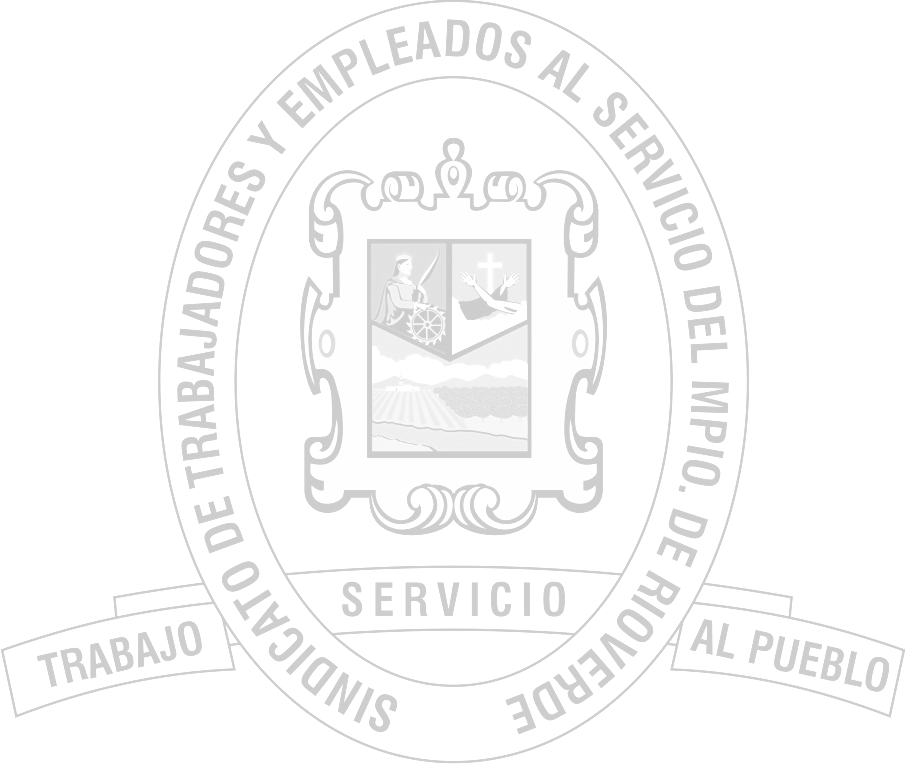 SINDICATO DE TRABAJADORES Y EMPLEADOS AL SERVICIO DEL MPIO. DE RIOVERDE
TRABAJO SERVICIO AL PUEBLO